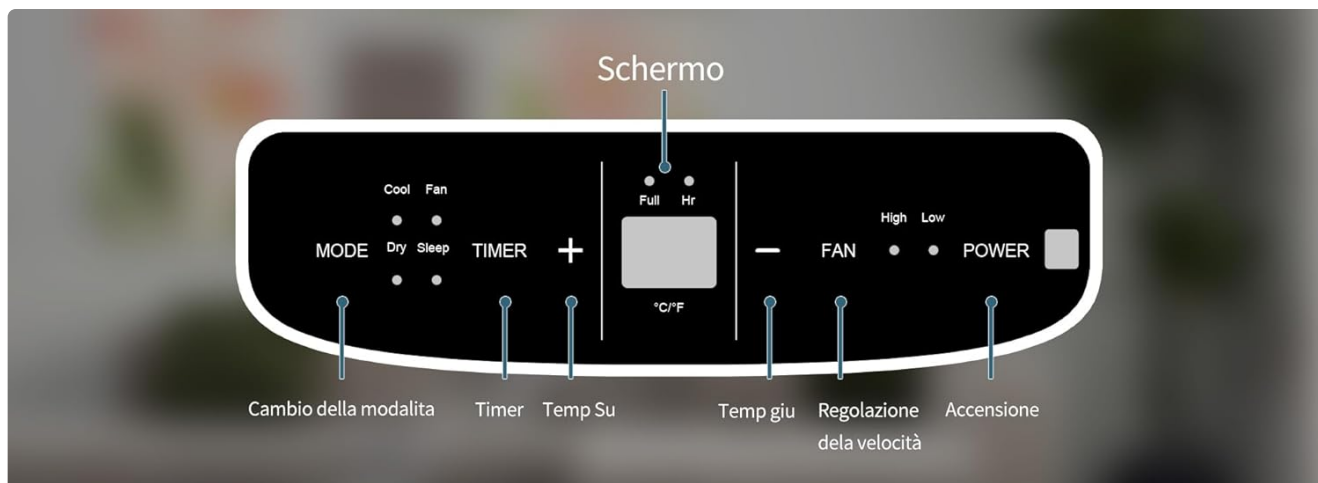 Schermo
Full Hr
Cool Fan
MODE Dry Sleep TIMER + − FAN High Low POWER
°C/°F
Cambio della modalita Timer Temp Su Temp giu Regolazione Accensione
dela velocità